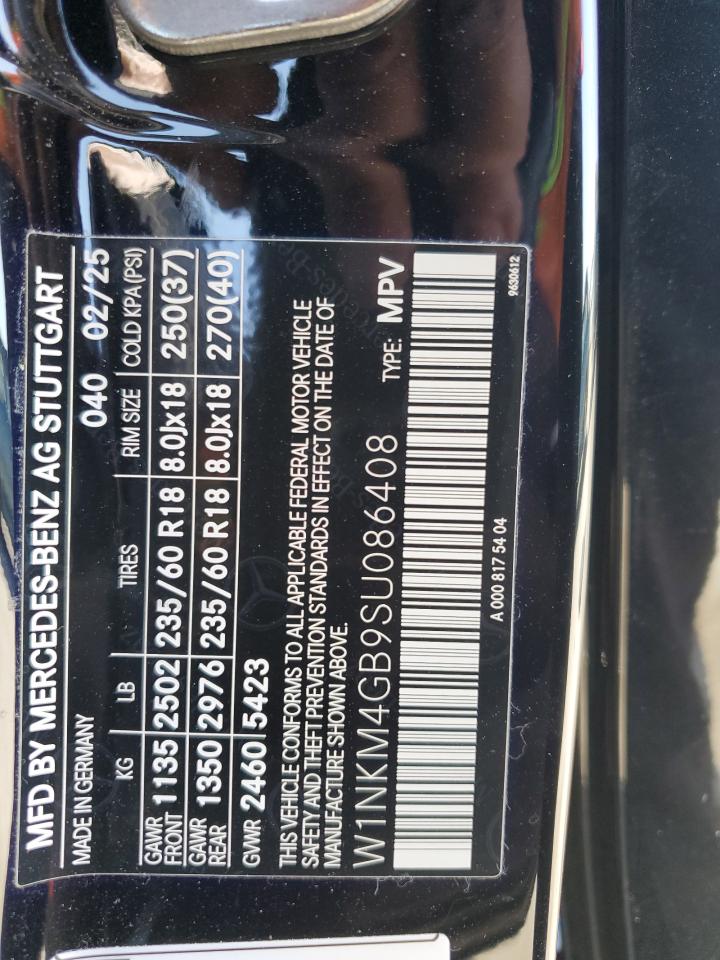 MFD BY MERCEDES-BENZ AG STUTTGART
MADE IN GERMANY 040 02/25
KG LB TIRES RIM SIZE COLD KPA(PSI)
GAWR FRONT 1135 2502 235/60 R18 8.0Jx18 250(37)
GAWR REAR 1350 2976 235/60 R18 8.0Jx18 270(40)
GVWR 2460 5423
THIS VEHICLE CONFORMS TO ALL APPLICABLE FEDERAL MOTOR VEHICLE
SAFETY AND THEFT PREVENTION STANDARDS IN EFFECT ON THE DATE OF
MANUFACTURE SHOWN ABOVE.
W1NKM4GB9SU086408 TYPE: MPV
A 000 817 54 04 9630612